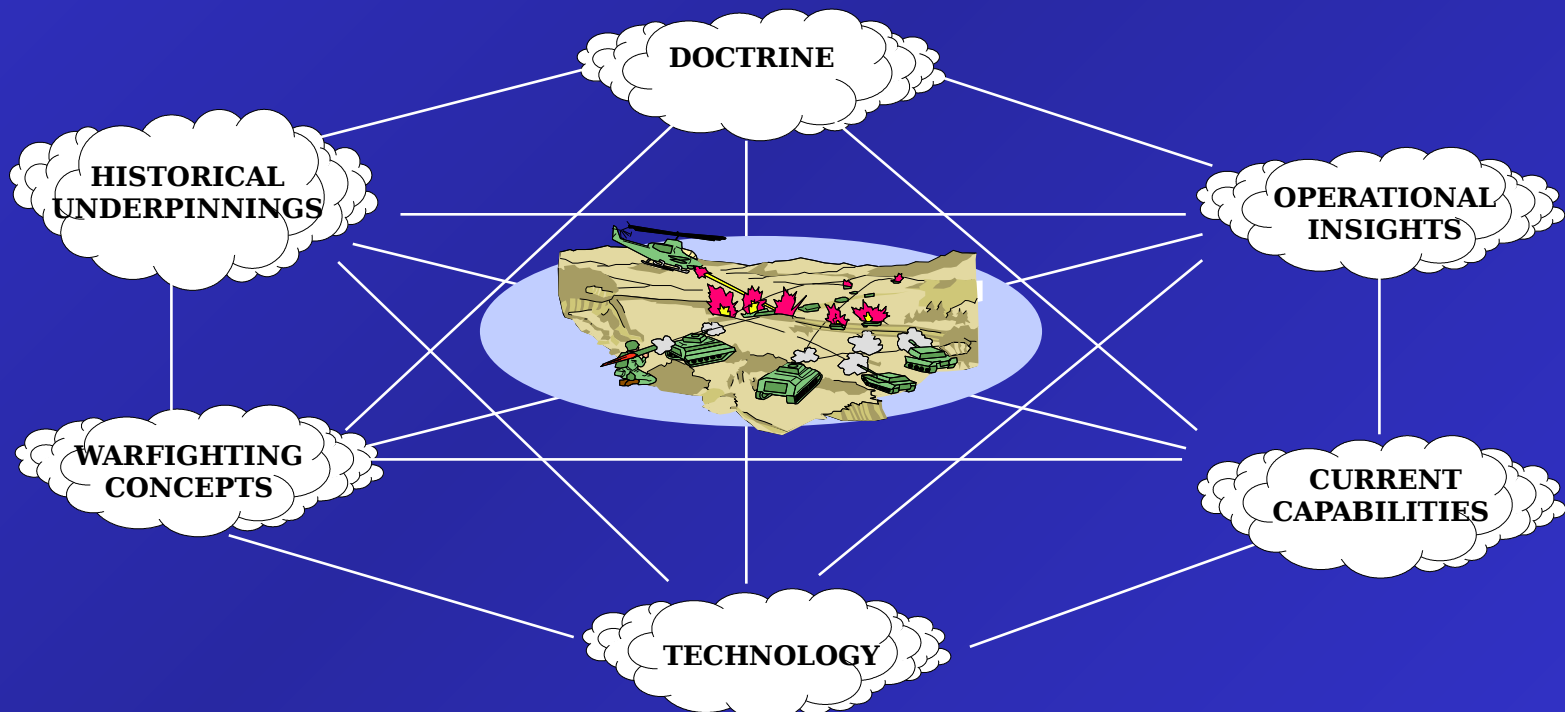 DOCTRINE
HISTORICAL
UNDERPINNINGS
OPERATIONAL
INSIGHTS
WARFIGHTING
CONCEPTS
CURRENT
CAPABILITIES
TECHNOLOGY